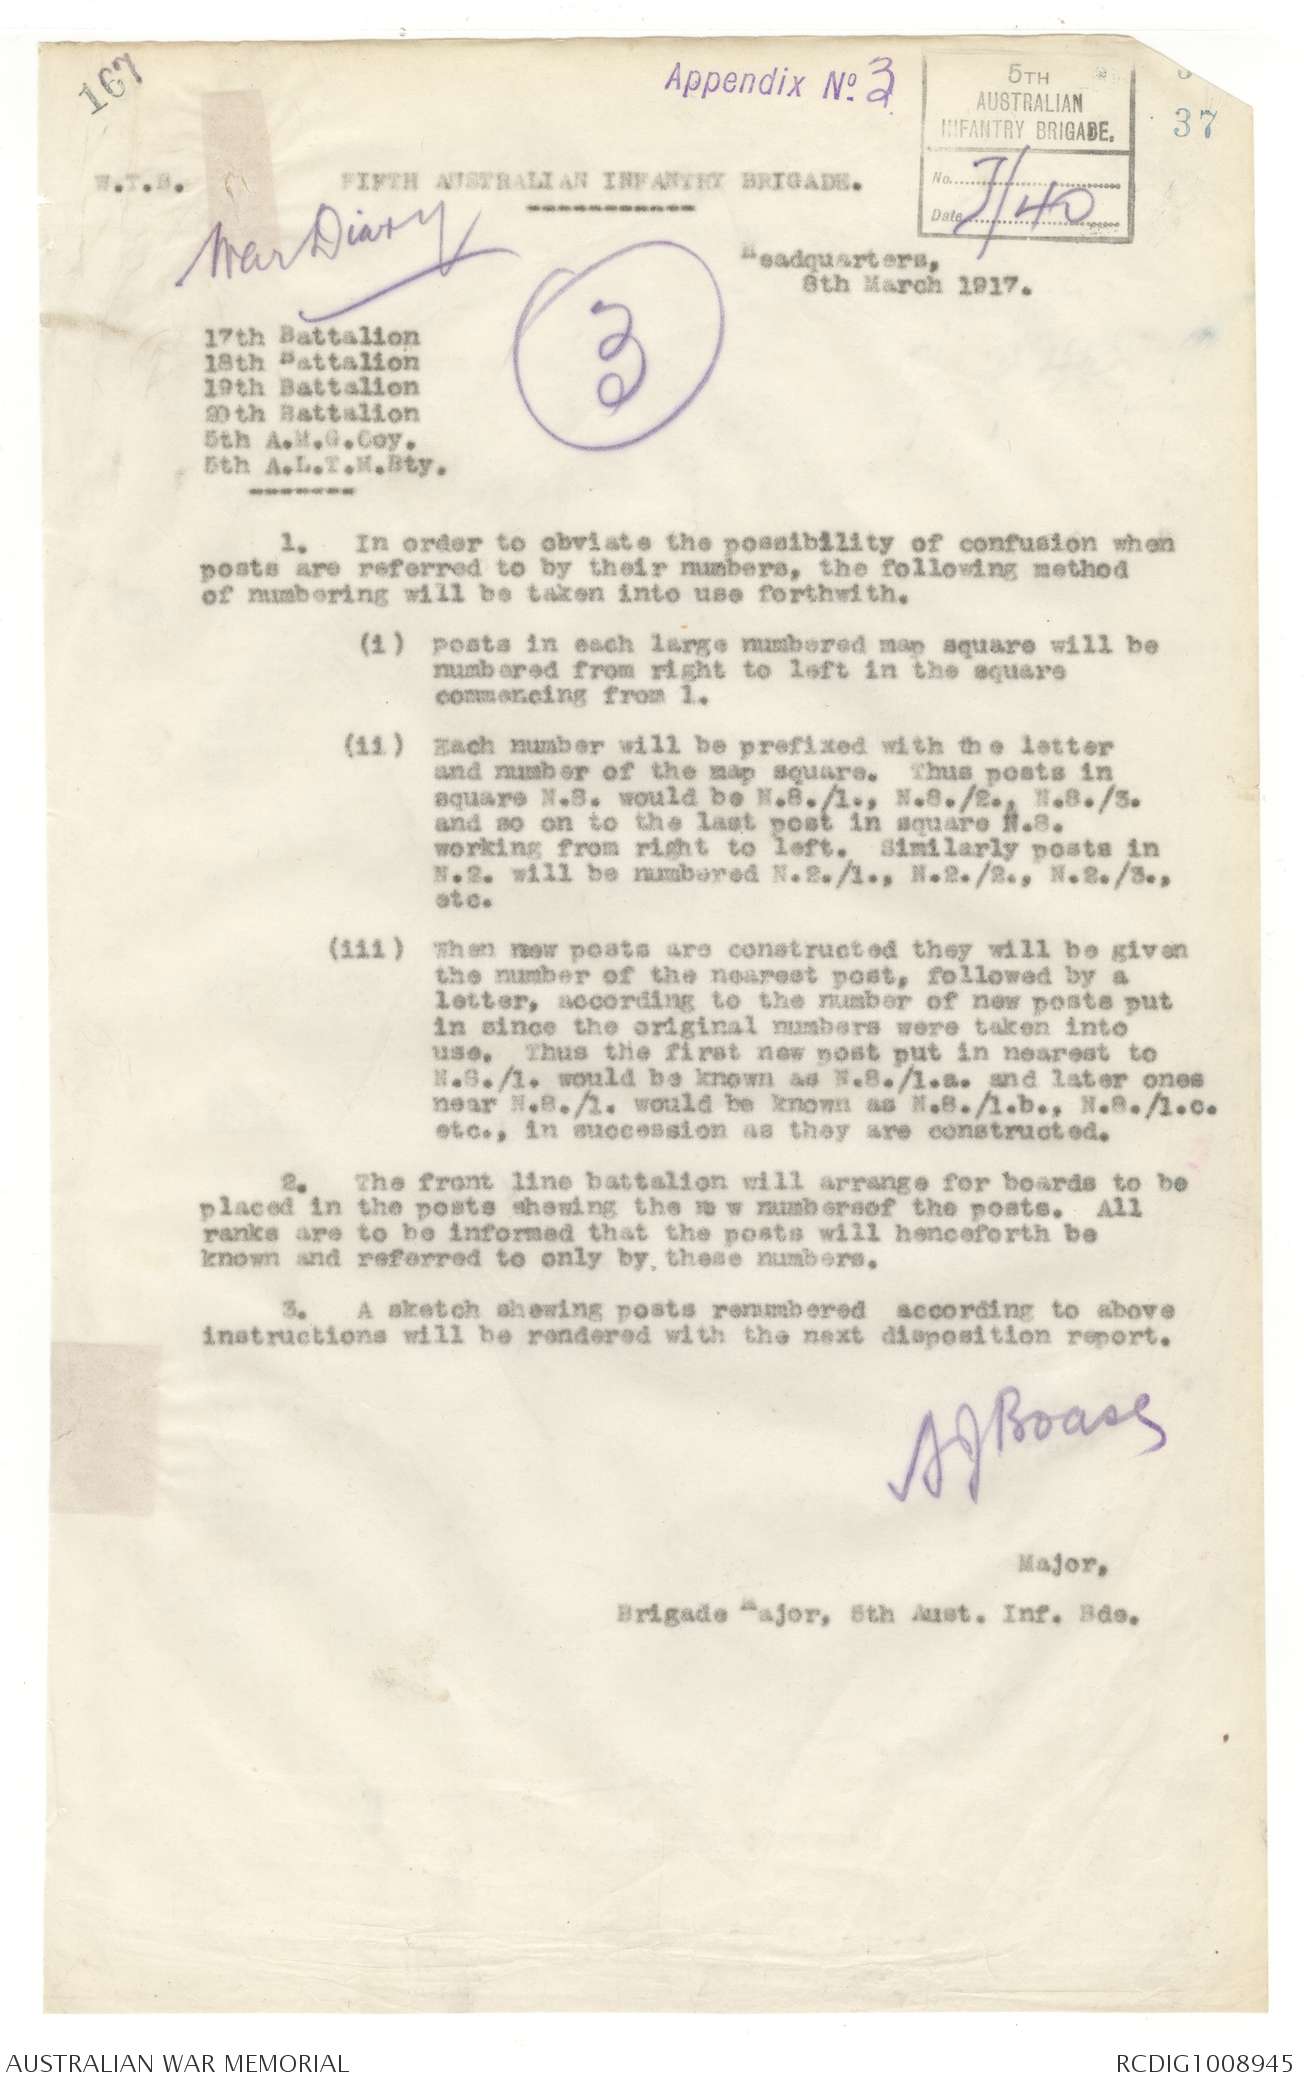 167
Appendix No. 3
5TH
AUSTRALIAN
INFANTRY BRIGADE.
No. 7/40
Date
37
W.T.B.
FIFTH AUSTRALIAN INFANTRY BRIGADE.
War Diary
Headquarters,
8th March 1917.
3
17th Battalion
18th Battalion
19th Battalion
20th Battalion
5th A.M.G.Coy.
5th A.L.T.M.Bty.
1. In order to obviate the possibility of confusion when
posts are referred to by their numbers, the following method
of numbering will be taken into use forthwith.
(i) posts in each large numbered map square will be
numbered from right to left in the square
commencing from 1.
(ii) Each number will be prefixed with the letter
and number of the map square. Thus posts in
square N.8. would be N.8./1., N.8./2., N.8./3.
and so on to the last post in square N.8.
working from right to left. Similarly posts in
N.2. will be numbered N.2./1., N.2./2., N.2./3.,
etc.
(iii) When new posts are constructed they will be given
the number of the nearest post, followed by a
letter, according to the number of new posts put
in since the original numbers were taken into
use. Thus the first new post put in nearest to
N.8./1. would be known as N.8./1.a. and later ones
near N.8./1. would be known as N.8./1.b., N.8./1.c.
etc., in succession as they are constructed.
2. The front line battalion will arrange for boards to be
placed in the posts shewing the ne w numbersof the posts. All
ranks are to be informed that the posts will henceforth be
known and referred to only by these numbers.
3. A sketch shewing posts renumbered according to above
instructions will be rendered with the next disposition report.
A J Boase
Major,
Brigade Major, 5th Aust. Inf. Bde.
AUSTRALIAN WAR MEMORIAL
RCDIG1008945